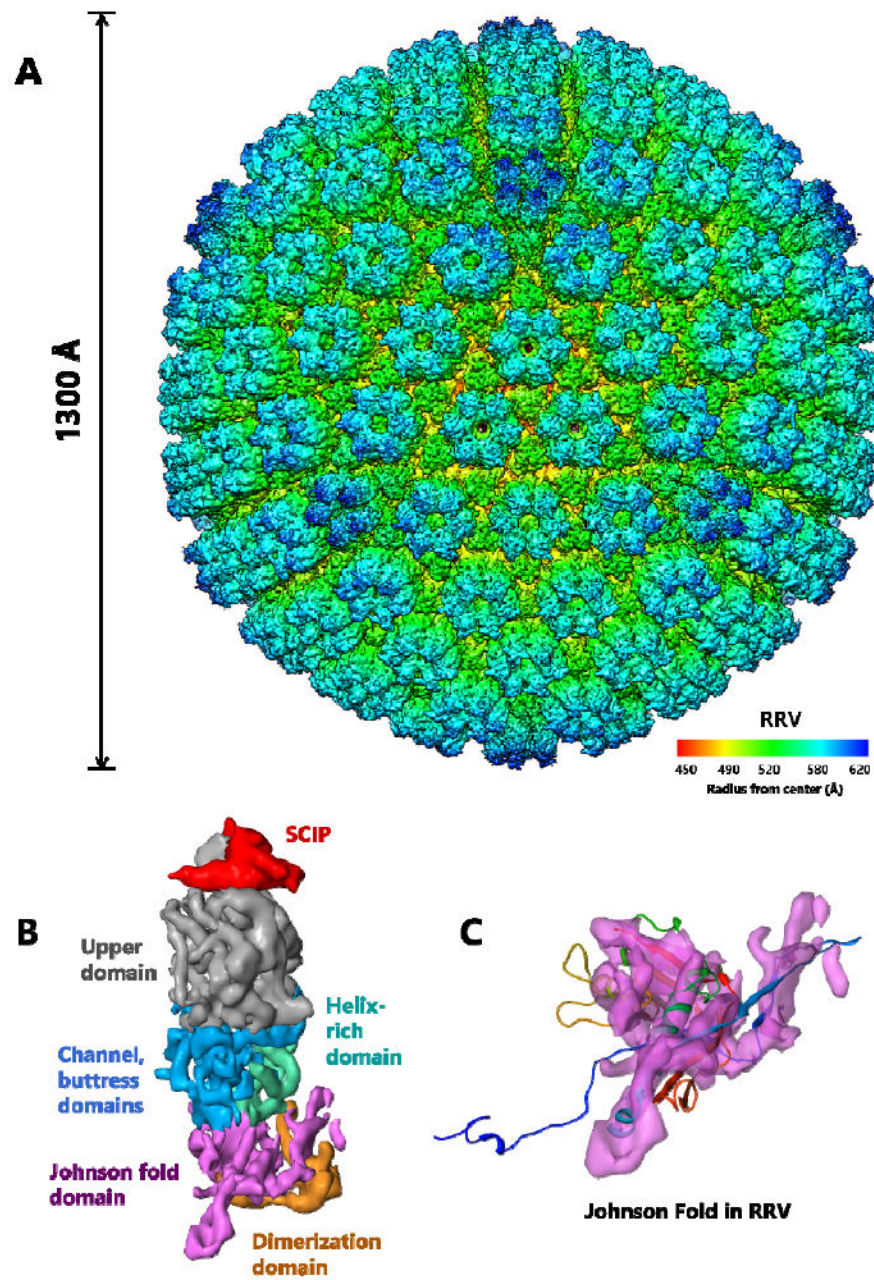 A
1300 Å
RRV
450 490 520 580 620
Radius from center (Å)
B
SCIP
Upper
domain
Helix-
rich
domain
Channel,
buttress
domains
Johnson fold
domain
Dimerization
domain
C
Johnson Fold in RRV